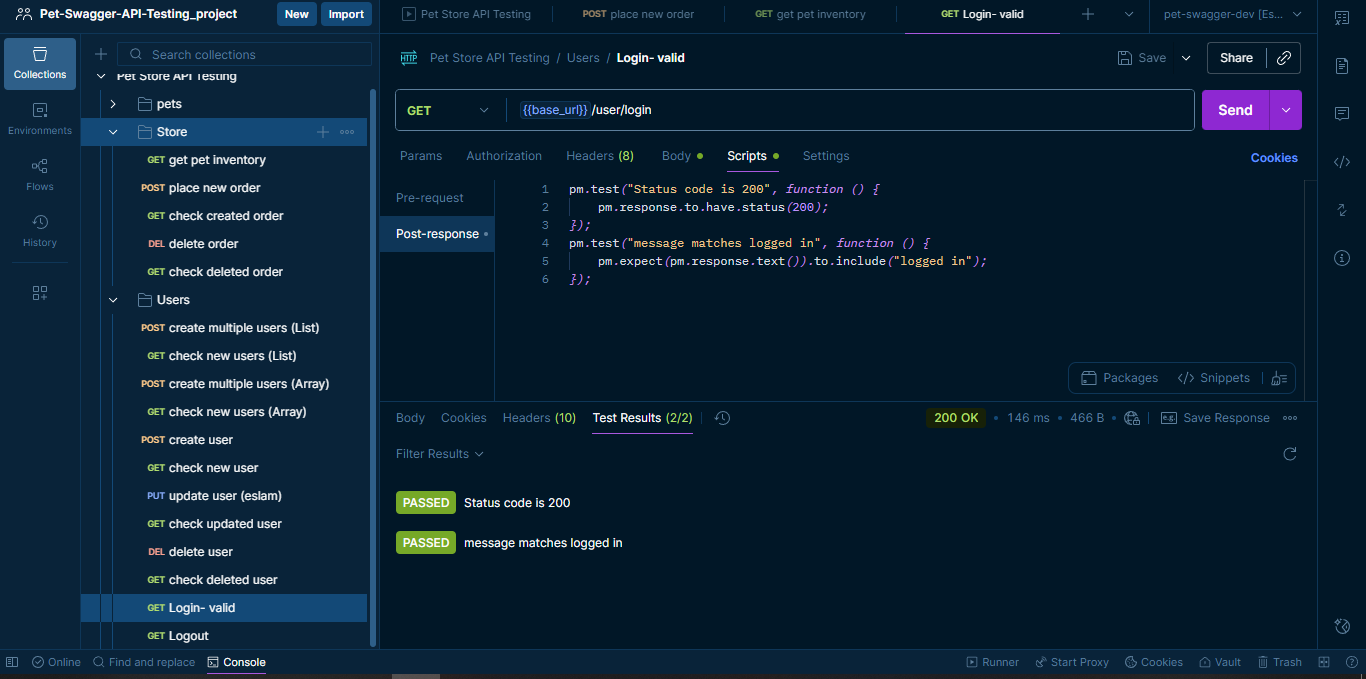 Pet-Swagger-API-Testing_project
New
Import
Pet Store API Testing
POST place new order
GET get pet inventory
GET Login- valid
pet-swagger-dev [Es...
Collections
Environments
Flows
History
Search collections
Pet Store API Testing
pets
Store
GET get pet inventory
POST place new order
GET check created order
DEL delete order
GET check deleted order
Users
POST create multiple users (List)
GET check new users (List)
POST create multiple users (Array)
GET check new users (Array)
POST create user
GET check new user
PUT update user (eslam)
GET check updated user
DEL delete user
GET check deleted user
GET Login- valid
GET Logout
HTTP Pet Store API Testing / Users / Login- valid
Save
Share
GET
{{base_url}}/user/login
Send
Params
Authorization
Headers (8)
Body
Scripts
Settings
Cookies
Pre-request
Post-response
1 pm.test("Status code is 200", function () {
2 pm.response.to.have.status(200);
3 });
4 pm.test("message matches logged in", function () {
5 pm.expect(pm.response.text()).to.include("logged in");
6 });
Packages
Snippets
Body
Cookies
Headers (10)
Test Results (2/2)
200 OK • 146 ms • 466 B
e.g. Save Response
Filter Results
PASSED Status code is 200
PASSED message matches logged in
Online
Find and replace
Console
Runner
Start Proxy
Cookies
Vault
Trash